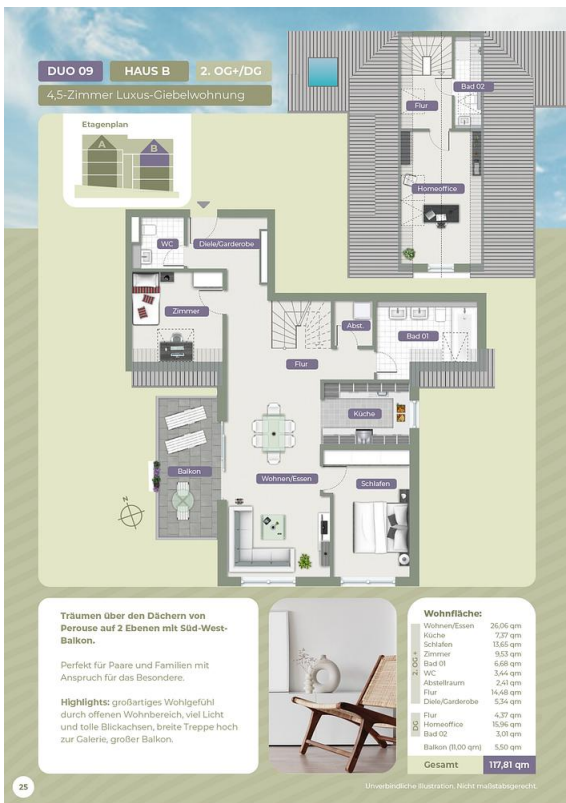 DUO 09
HAUS B
2. OG+/DG
4,5-Zimmer Luxus-Giebelwohnung
Etagenplan
A
B
Bad 02
Flur
Homeoffice
WC
Diele/Garderobe
Zimmer
Abst.
Bad 01
Flur
Küche
Balkon
Wohnen/Essen
Schlafen
N
Träumen über den Dächern von
Perouse auf 2 Ebenen mit Süd-West-
Balkon.
Perfekt für Paare und Familien mit
Anspruch für das Besondere.
Highlights: großartiges Wohlgefühl
durch offenen Wohnbereich, viel Licht
und tolle Blickachsen, breite Treppe hoch
zur Galerie, großer Balkon.
Wohnfläche:
2. OG +
Wohnen/Essen 26,06 qm
Küche 7,37 qm
Schlafen 13,65 qm
Zimmer 9,53 qm
Bad 01 6,68 qm
WC 3,44 qm
Abstellraum 2,41 qm
Flur 14,48 qm
Diele/Garderobe 5,34 qm
DG
Flur 4,37 qm
Homeoffice 15,96 qm
Bad 02 3,01 qm
Balkon (11,00 qm) 5,50 qm
Gesamt 117,81 qm
25
Unverbindliche Illustration. Nicht maßstabsgerecht.